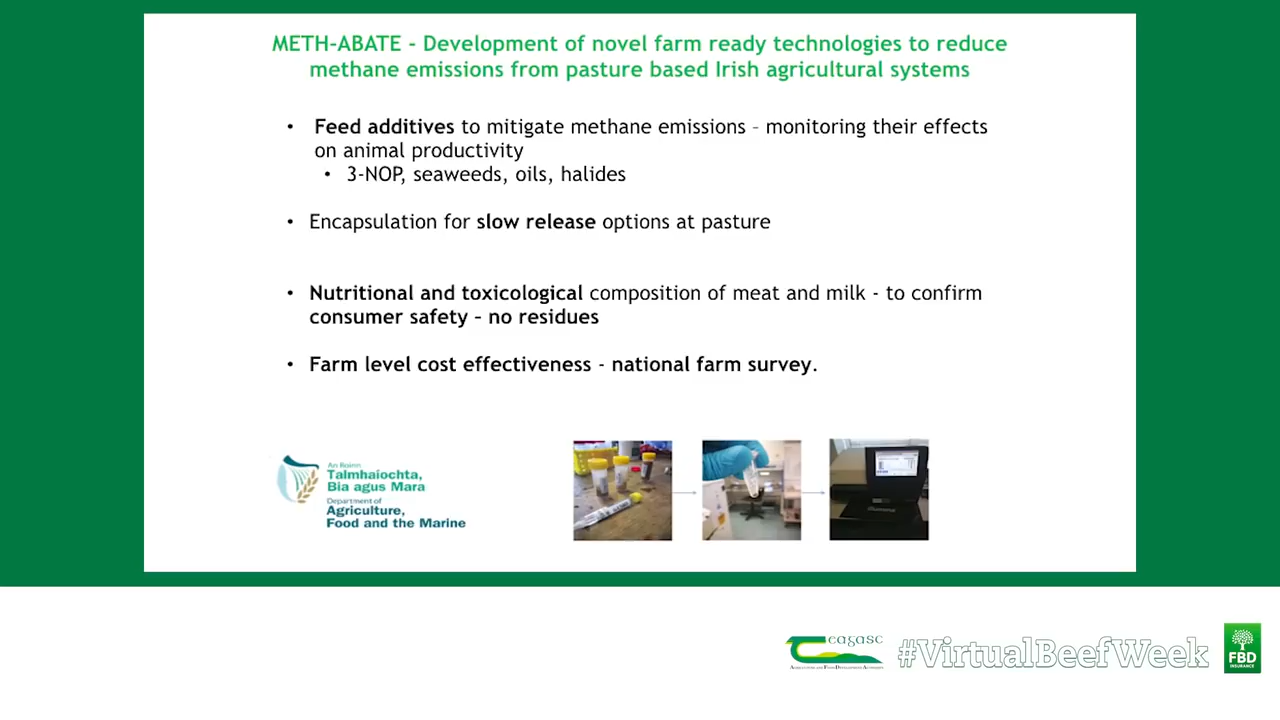 METH-ABATE - Development of novel farm ready technologies to reduce
methane emissions from pasture based Irish agricultural systems
• Feed additives to mitigate methane emissions – monitoring their effects
on animal productivity
• 3-NOP, seaweeds, oils, halides
• Encapsulation for slow release options at pasture
• Nutritional and toxicological composition of meat and milk - to confirm
consumer safety – no residues
• Farm level cost effectiveness - national farm survey.
An Roinn
Talmhaíochta,
Bia agus Mara
Department of
Agriculture,
Food and the Marine
teagasc
Agriculture and Food Development Authority
#VirtualBeefWeek
FBD
INSURANCE